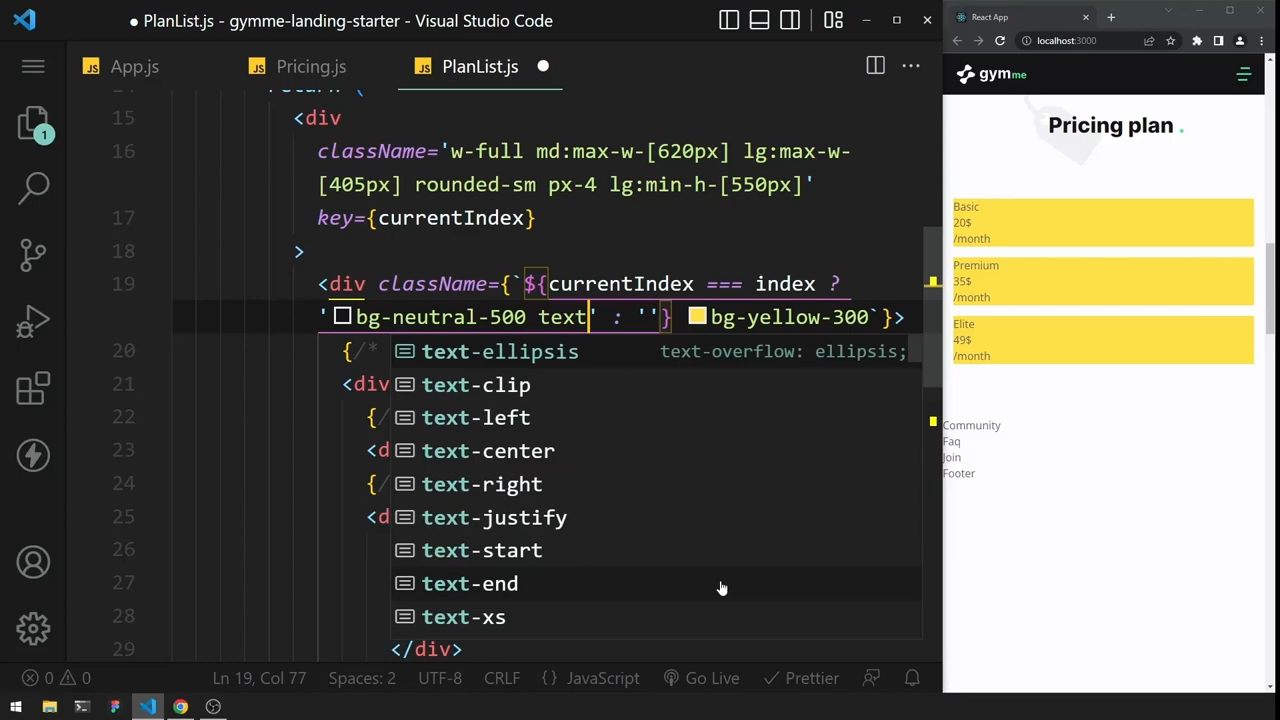 PlanList.js - gymme-landing-starter - Visual Studio Code
JS App.js
JS Pricing.js
JS PlanList.js
15 <div
16 className='w-full md:max-w-[620px] lg:max-w-
[405px] rounded-sm px-4 lg:min-h-[550px]'
17 key={currentIndex}
18 >
19 <div className={`${currentIndex === index ?
'bg-neutral-500 text' : ''} bg-yellow-300`}>
20 {/*
text-ellipsis text-overflow: ellipsis;
21 <div
text-clip
22 {/
text-left
23 <d
text-center
24 {/
text-right
25 <d
text-justify
26
text-start
27
text-end
28
text-xs
29 </div>
1
0 0
Ln 19, Col 77
Spaces: 2
UTF-8
CRLF
{} JavaScript
Go Live
Prettier
React App
localhost:3000
gymme
Pricing plan .
Basic
20$
/month
Premium
35$
/month
Elite
49$
/month
Community
Faq
Join
Footer